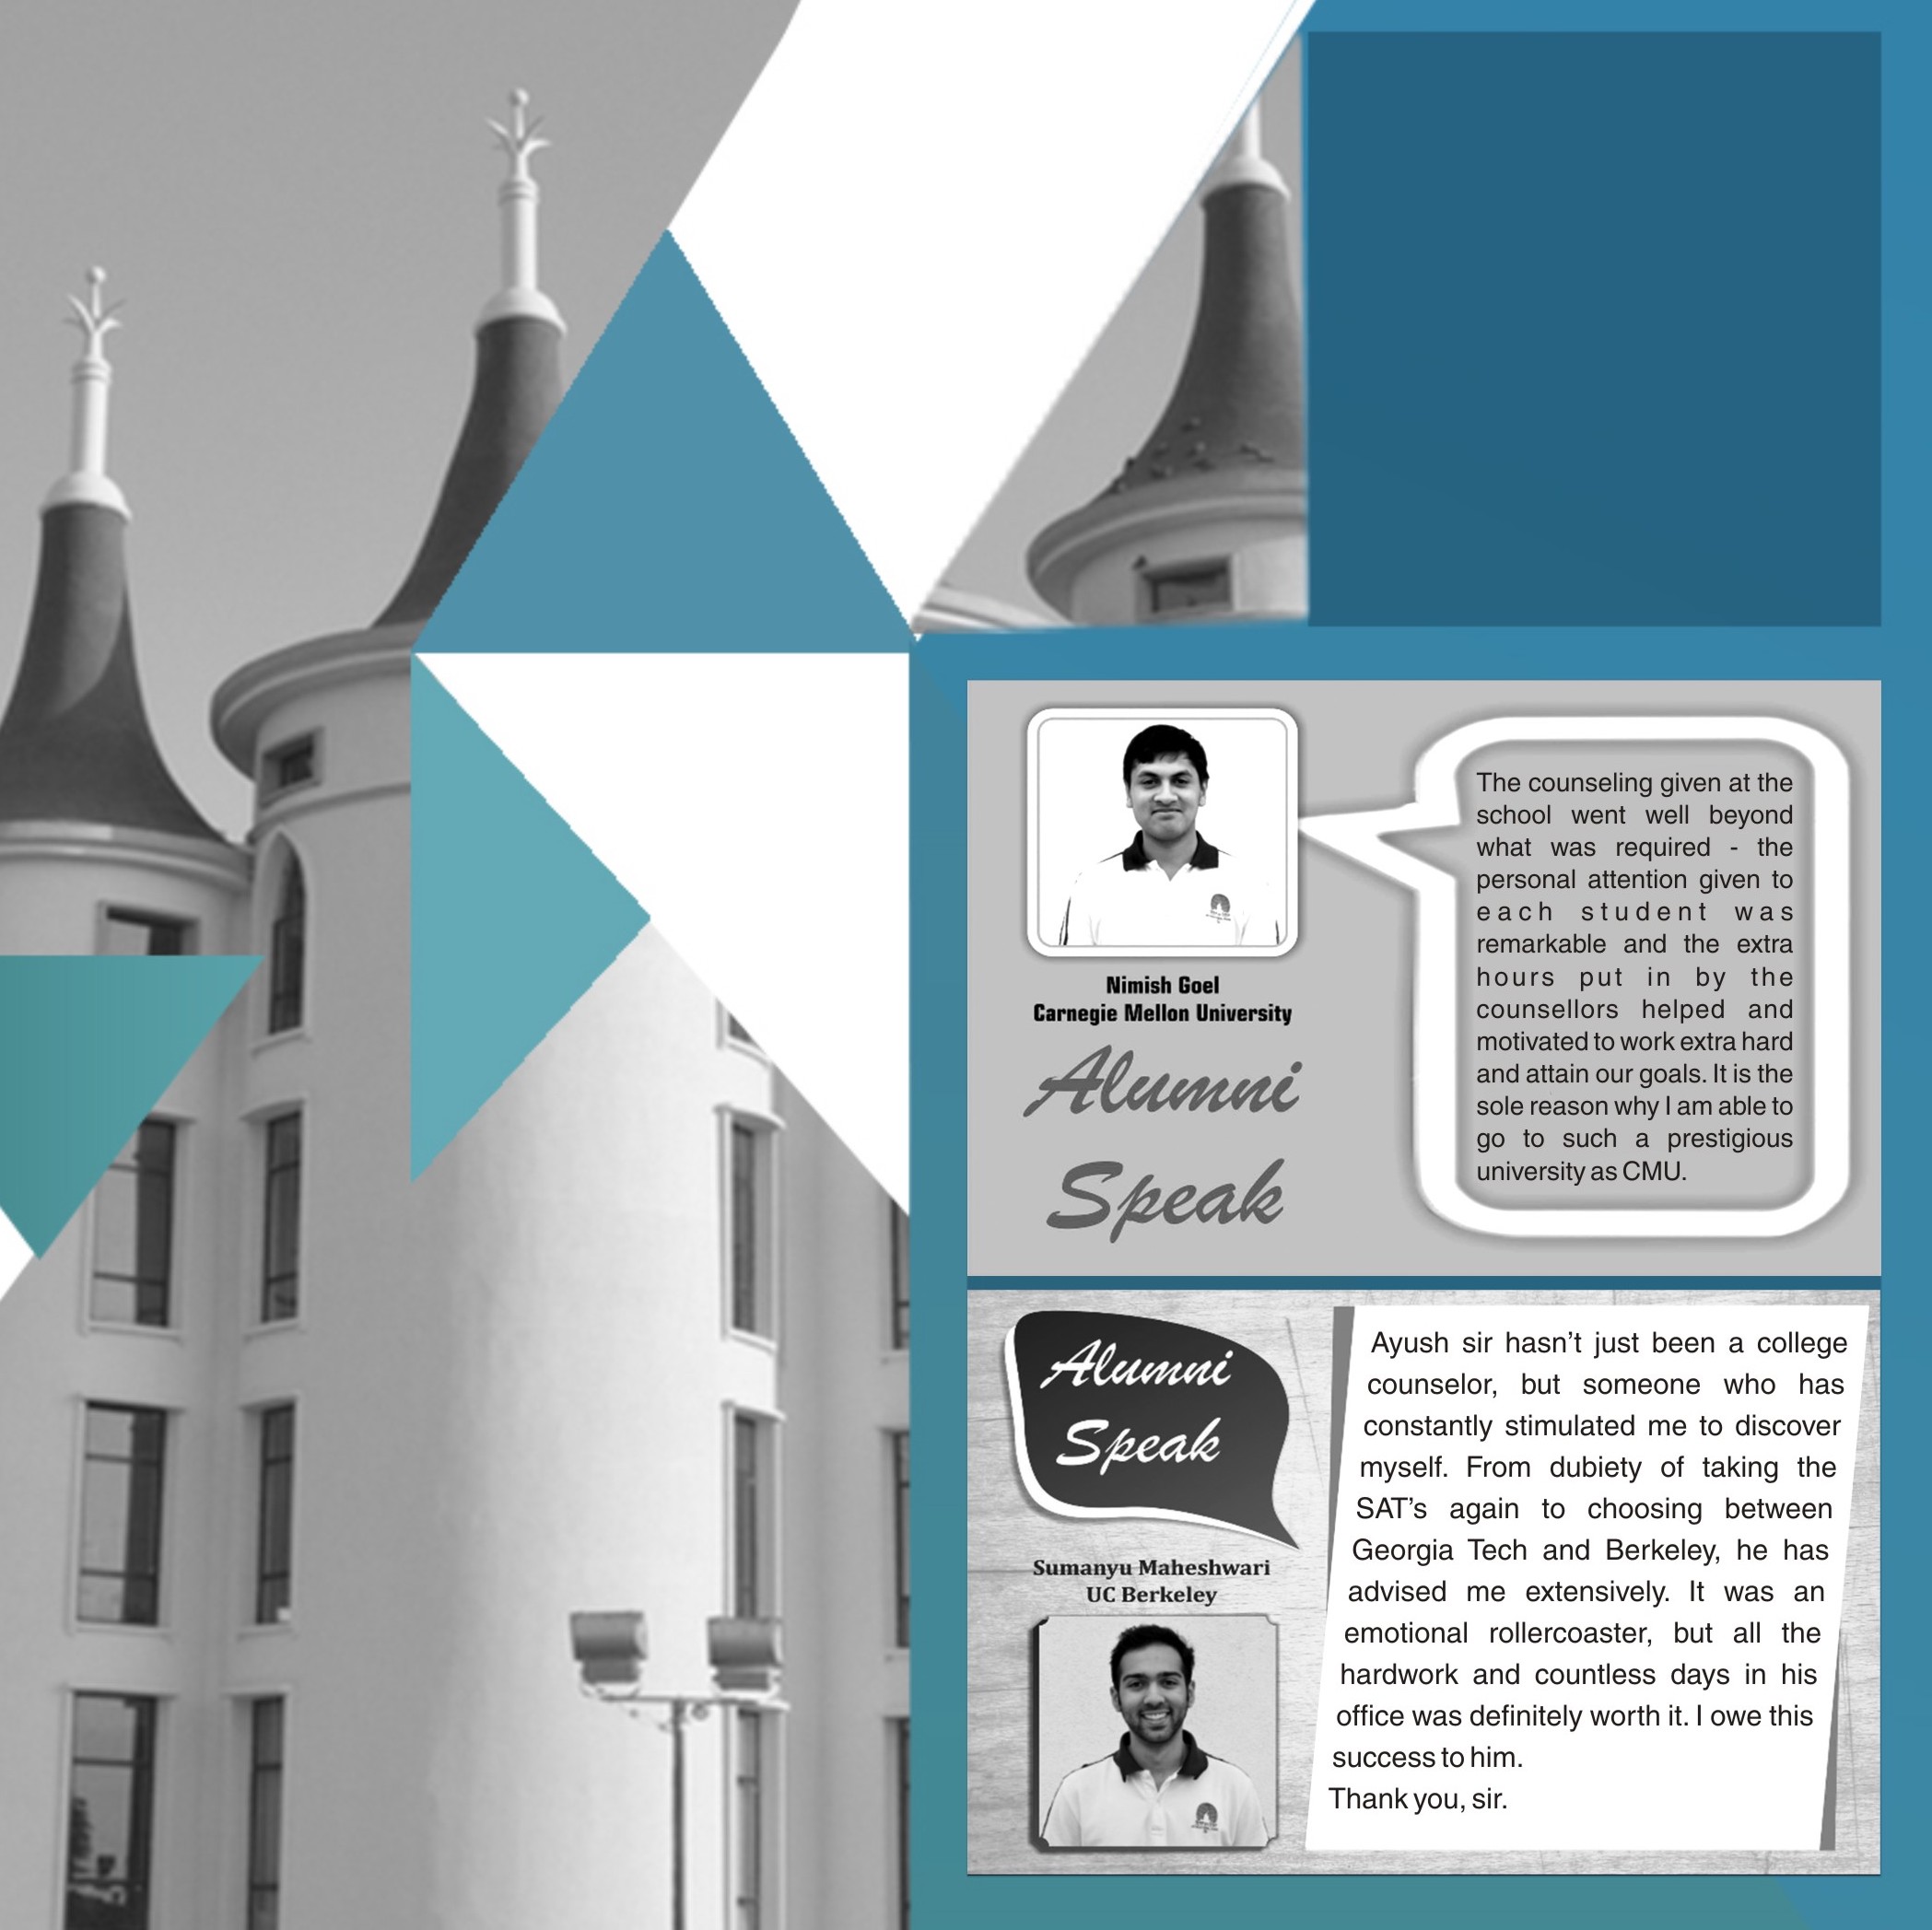 The counseling given at the
school went well beyond
what was required - the
personal attention given to
each student was
remarkable and the extra
hours put in by the
counsellors helped and
motivated to work extra hard
and attain our goals. It is the
sole reason why I am able to
go to such a prestigious
university as CMU.
Nimish Goel
Carnegie Mellon University
Alumni
Speak
Alumni
Speak
Sumanyu Maheshwari
UC Berkeley
Ayush sir hasn’t just been a college
counselor, but someone who has
constantly stimulated me to discover
myself. From dubiety of taking the
SAT’s again to choosing between
Georgia Tech and Berkeley, he has
advised me extensively. It was an
emotional rollercoaster, but all the
hardwork and countless days in his
office was definitely worth it. I owe this
success to him.
Thank you, sir.